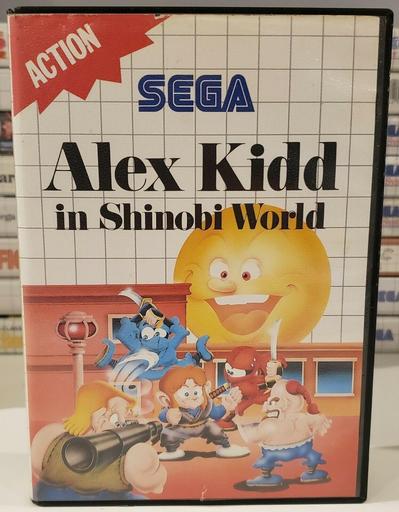 ACTION
SEGA
Alex Kidd
in Shinobi World